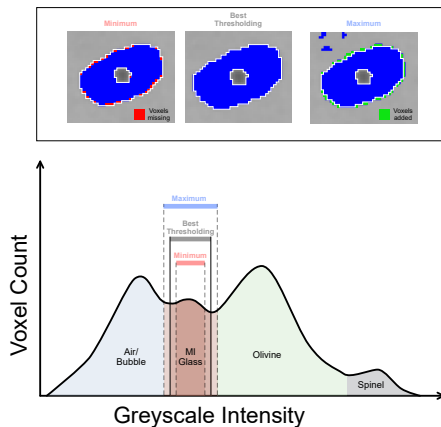 Minimum
Best
Thresholding
Maximum
Voxels
missing
Voxels
added
Maximum
Best
Thresholding
Minimum
Air/
Bubble
MI
Glass
Olivine
Spinel
Voxel Count
Greyscale Intensity